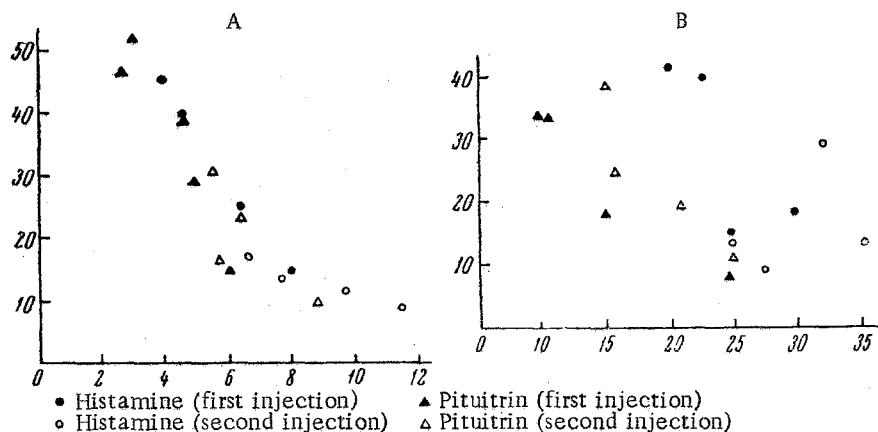 A
B
50
40
30
20
10
0 2 4 6 8 10 12
40
30
20
10
0 10 15 20 25 30 35
● Histamine (first injection) ▲ Pituitrin (first injection)
○ Histamine (second injection) △ Pituitrin (second injection)